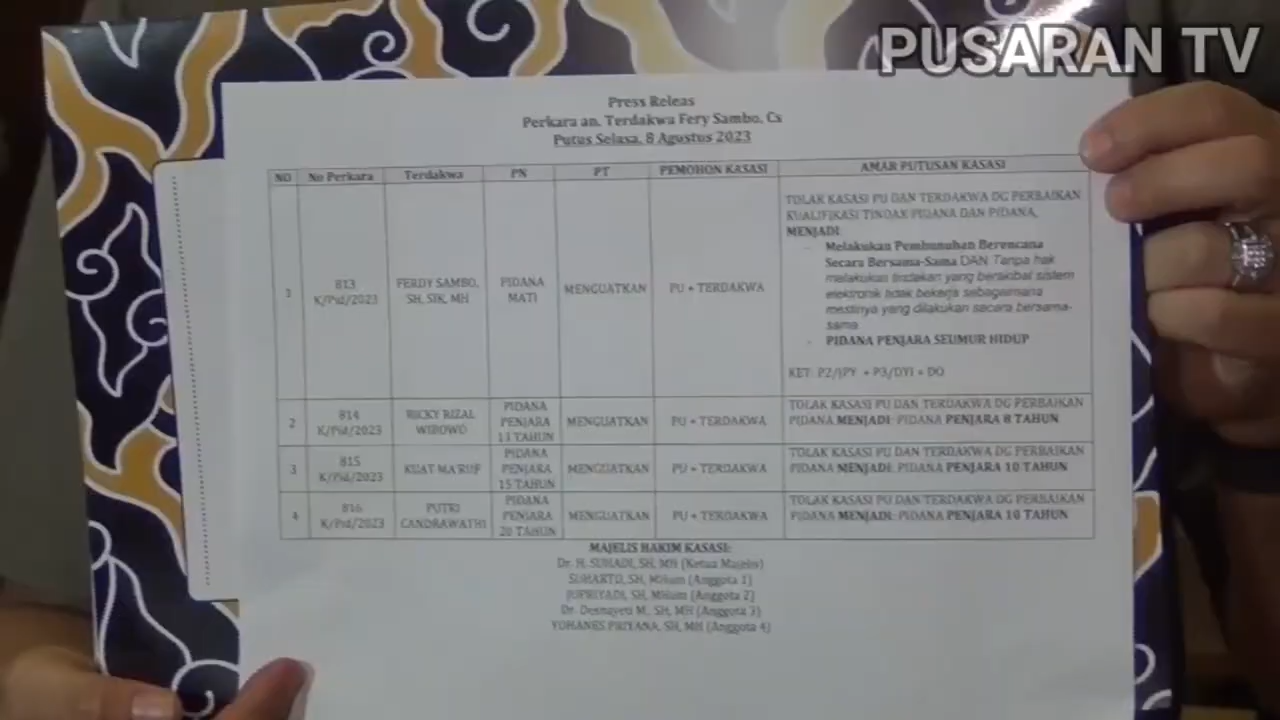 PUSARAN TV
Press Releas
Perkara an. Terdakwa Fery Sambo, Cs
Putus Selasa, 8 Agustus 2023
NO No Perkara Terdakwa PN PT PEMOHON KASASI AMAR PUTUSAN KASASI
1 813 K/Pid/2023 FERDY SAMBO, SH, SIK, MH PIDANA MATI MENGUATKAN PU + TERDAKWA
TOLAK KASASI PU DAN TERDAKWA DG PERBAIKAN
KUALIFIKASI TINDAK PIDANA DAN PIDANA,
MENJADI:
- Melakukan Pembunuhan Berencana
Secara Bersama-Sama DAN Tanpa hak
melakukan tindakan yang berakibat sistem
elektronik tidak bekerja sebagaimana
mestinya yang dilakukan secara bersama-
sama
- PIDANA PENJARA SEUMUR HIDUP
KET: P2/JPY + P3/DYI = DO
2 814 K/Pid/2023 RICKY RIZAL WIBOWO PIDANA PENJARA 13 TAHUN MENGUATKAN PU + TERDAKWA
TOLAK KASASI PU DAN TERDAKWA DG PERBAIKAN
PIDANA MENJADI: PIDANA PENJARA 8 TAHUN
3 815 K/Pid/2023 KUAT MA'RUF PIDANA PENJARA 15 TAHUN MENGUATKAN PU + TERDAKWA
TOLAK KASASI PU DAN TERDAKWA DG PERBAIKAN
PIDANA MENJADI: PIDANA PENJARA 10 TAHUN
4 816 K/Pid/2023 PUTRI CANDRAWATHI PIDANA PENJARA 20 TAHUN MENGUATKAN PU + TERDAKWA
TOLAK KASASI PU DAN TERDAKWA DG PERBAIKAN
PIDANA MENJADI: PIDANA PENJARA 10 TAHUN
MAJELIS HAKIM KASASI:
Dr. H. SUHADI, SH, MH (Ketua Majelis)
SUHARTO, SH, MHum (Anggota 1)
JUPRIYADI, SH, MHum (Anggota 2)
Dr. Desnayeti M., SH, MH (Anggota 3)
YOHANES PRIYANA, SH, MH (Anggota 4)